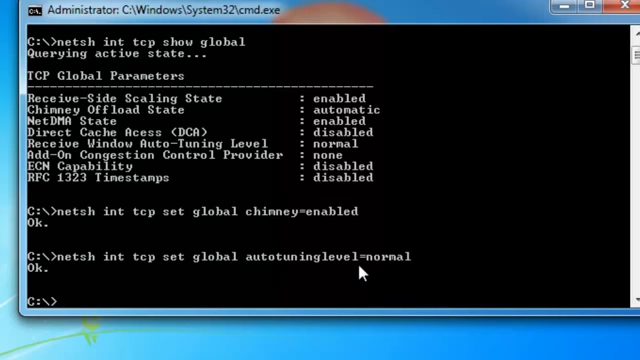 Administrator: C:\Windows\System32\cmd.exe
C:\>netsh int tcp show global
Querying active state...
TCP Global Parameters
----------------------------------------------
Receive-Side Scaling State : enabled
Chimney Offload State : automatic
NetDMA State : enabled
Direct Cache Acess (DCA) : disabled
Receive Window Auto-Tuning Level : normal
Add-On Congestion Control Provider : none
ECN Capability : disabled
RFC 1323 Timestamps : disabled
C:\>netsh int tcp set global chimney=enabled
Ok.
C:\>netsh int tcp set global autotuninglevel=normal
Ok.
C:\>